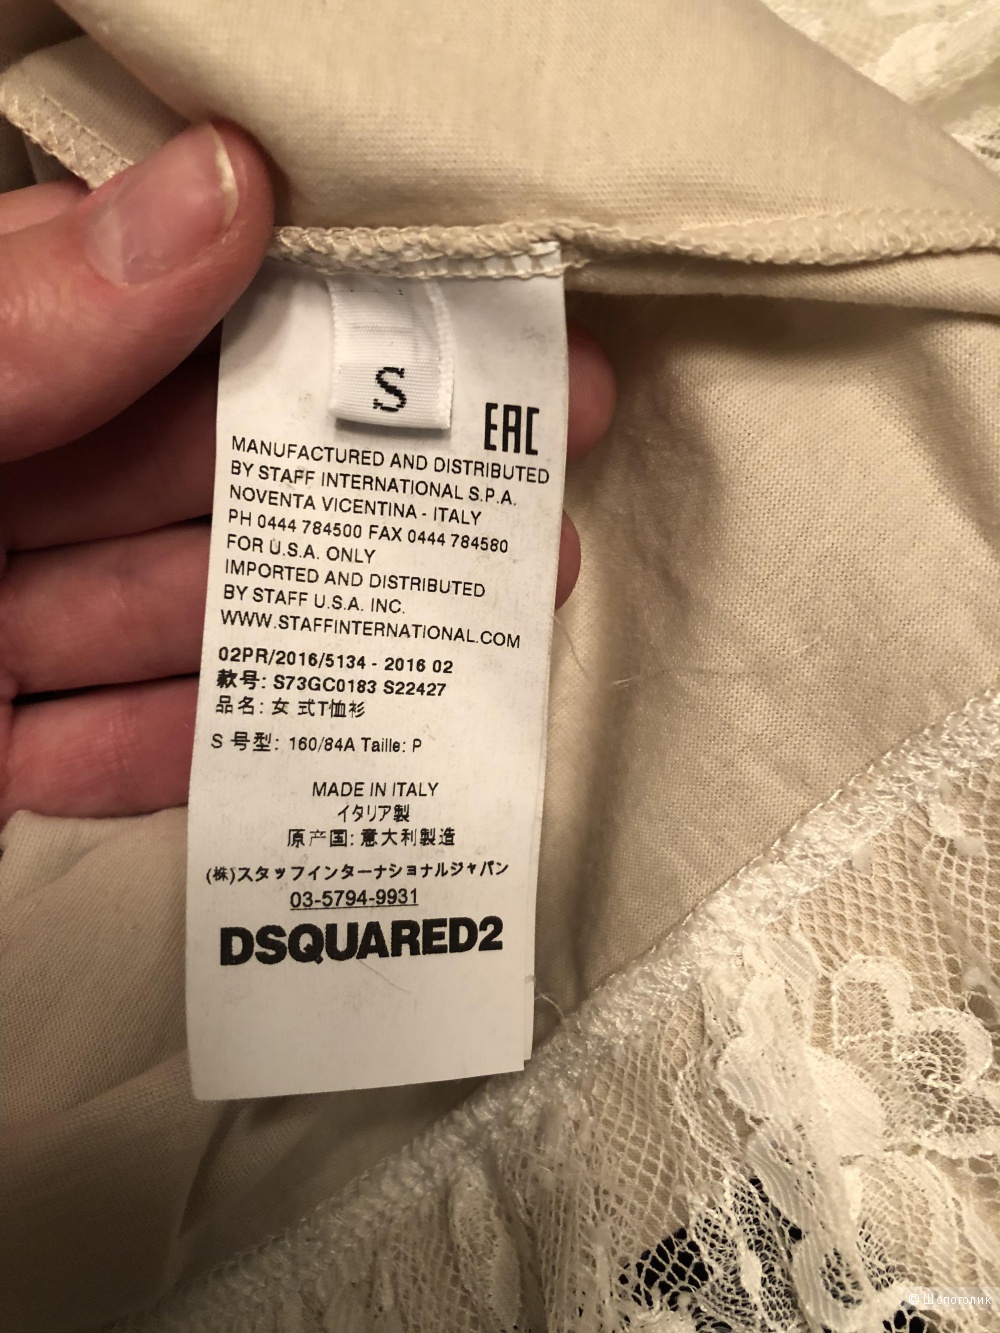 S
EAC
MANUFACTURED AND DISTRIBUTED
BY STAFF INTERNATIONAL S.P.A.
NOVENTA VICENTINA - ITALY
PH 0444 784500 FAX 0444 784580
FOR U.S.A. ONLY
IMPORTED AND DISTRIBUTED
BY STAFF U.S.A. INC.
WWW.STAFFINTERNATIONAL.COM
02PR/2016/5134 - 2016 02
款号: S73GC0183 S22427
品名: 女 式T恤衫
S 号型: 160/84A Taille: P
MADE IN ITALY
イタリア製
原产国: 意大利製造
(株)スタッフインターナショナルジャパン
03-5794-9931
DSQUARED2
© Шопоголик